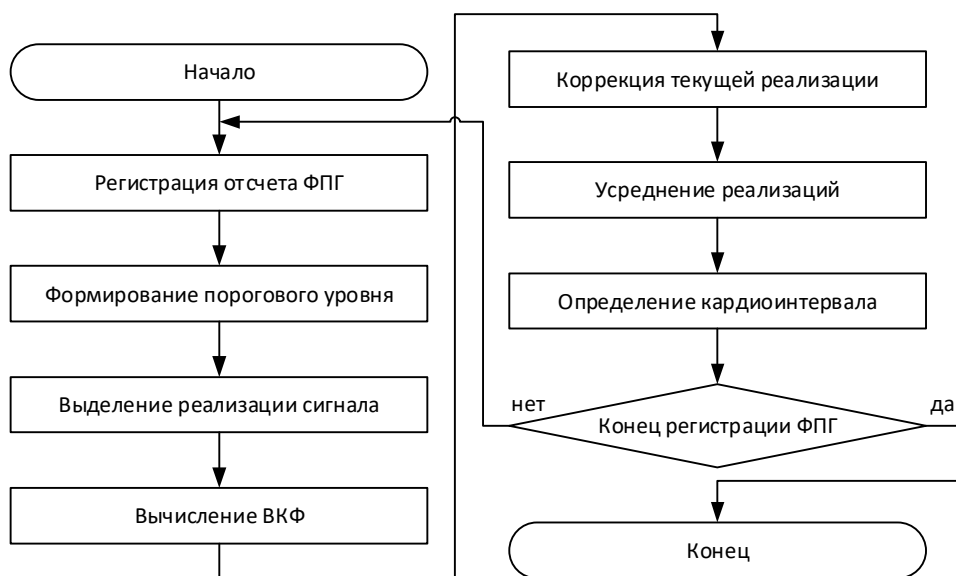 Начало
Регистрация отсчета ФПГ
Формирование порогового уровня
Выделение реализации сигнала
Вычисление ВКФ
Коррекция текущей реализации
Усреднение реализаций
Определение кардиоинтервала
нет
Конец регистрации ФПГ
да
Конец